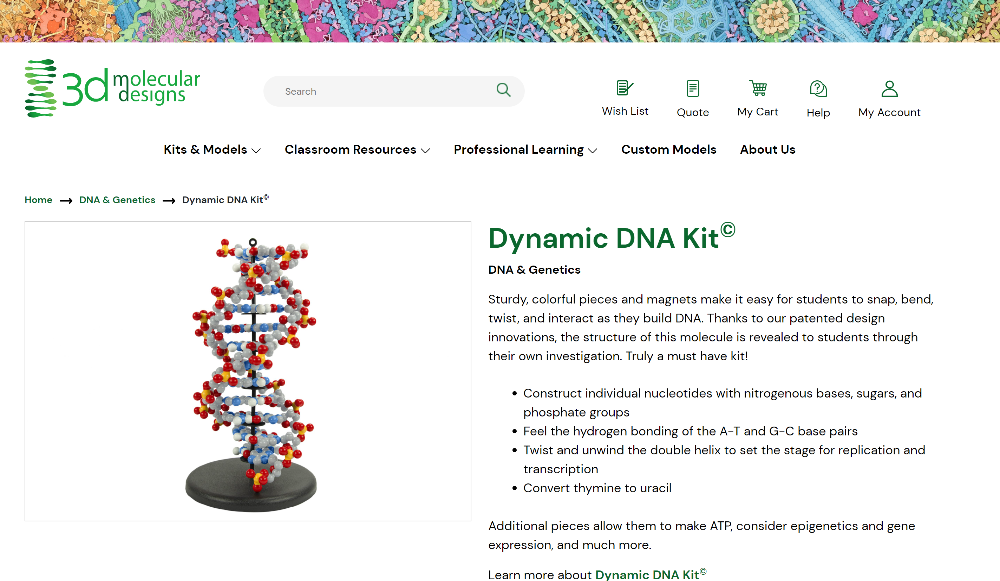 3d molecular designs
Search
Wish List
Quote
My Cart
Help
My Account
Kits & Models
Classroom Resources
Professional Learning
Custom Models
About Us
Home → DNA & Genetics → Dynamic DNA Kit©
Dynamic DNA Kit©
DNA & Genetics
Sturdy, colorful pieces and magnets make it easy for students to snap, bend,
twist, and interact as they build DNA. Thanks to our patented design
innovations, the structure of this molecule is revealed to students through
their own investigation. Truly a must have kit!
• Construct individual nucleotides with nitrogenous bases, sugars, and
phosphate groups
• Feel the hydrogen bonding of the A-T and G-C base pairs
• Twist and unwind the double helix to set the stage for replication and
transcription
• Convert thymine to uracil
Additional pieces allow them to make ATP, consider epigenetics and gene
expression, and much more.
Learn more about Dynamic DNA Kit©